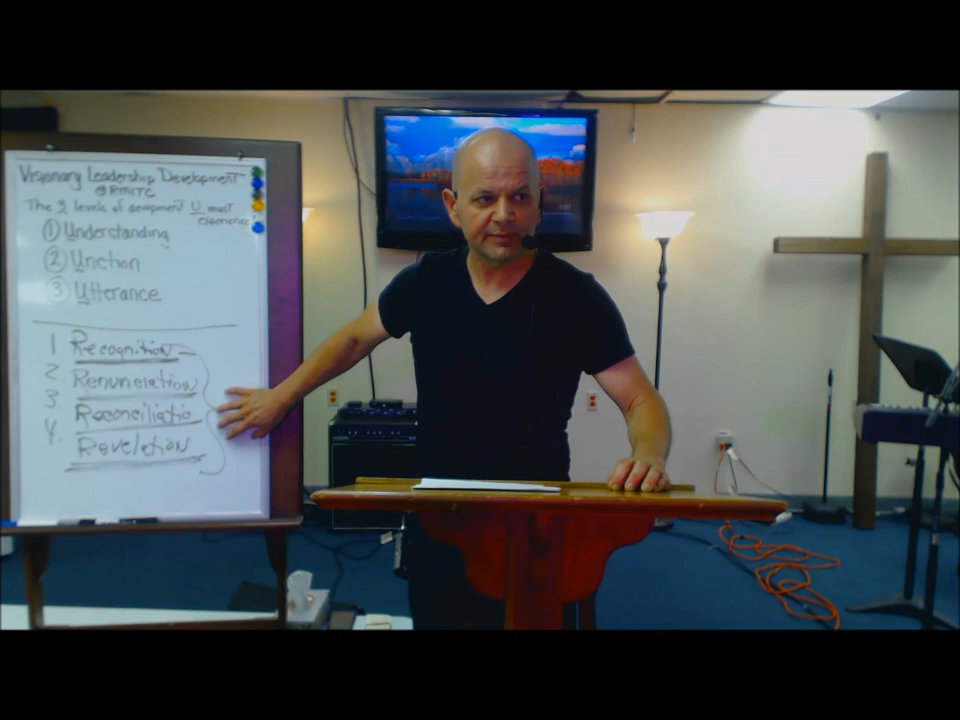 Visionary Leadership Development
@ RMITC
The 3 levels of devopment U must
experience!
① Understanding
② Unction
③ Utterance
1 Recognition
2. Renunciation
3. Reconciliatio
4. Revelation